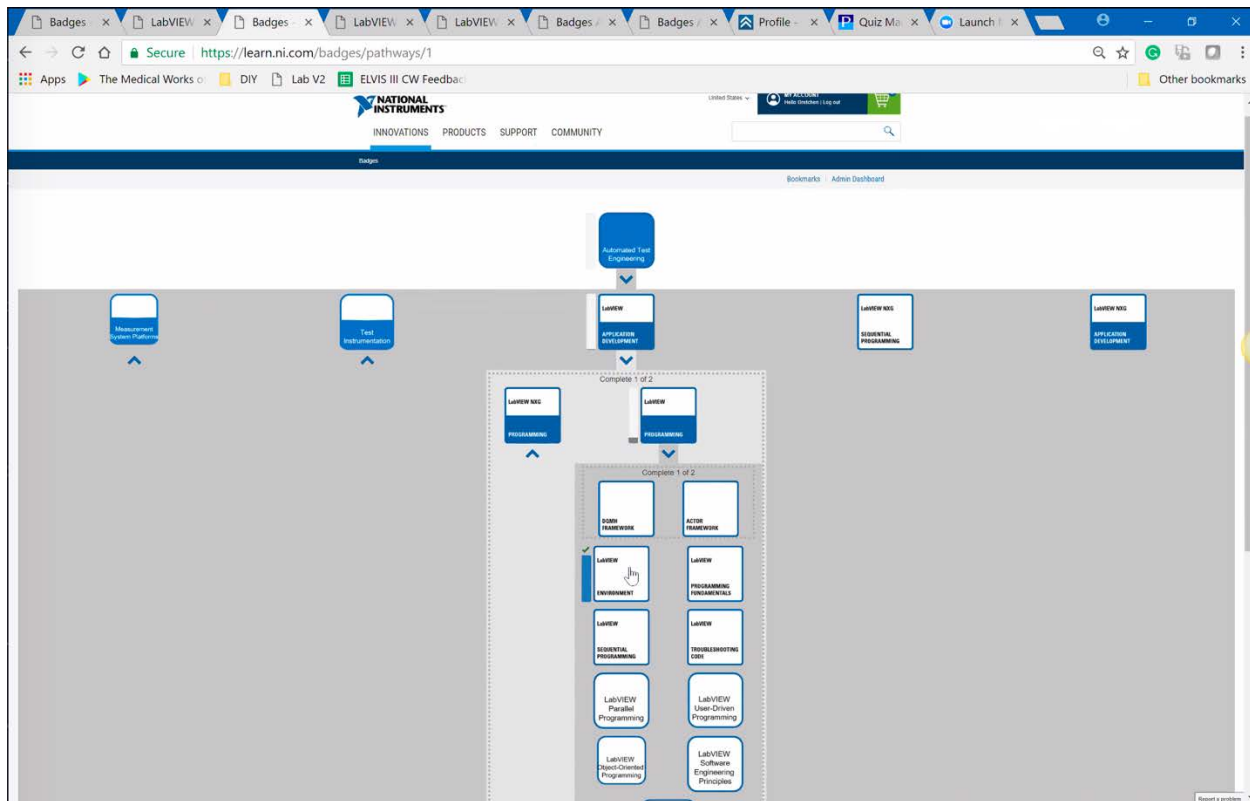 Badges
LabVIEW
Badges -
LabVIEW
LabVIEW
Badges
Badges
Profile -
Quiz Ma
Launch
Secure
https://learn.ni.com/badges/pathways/1
Apps
The Medical Works o
DIY
Lab V2
ELVIS III CW Feedbac
Other bookmarks
NATIONAL
INSTRUMENTS
United States
MY ACCOUNT
Hello Gretchen | Log out
INNOVATIONS PRODUCTS SUPPORT COMMUNITY
Badges
Bookmarks | Admin Dashboard
Automated Test
Engineering
Measurement
System Platforms
Test
Instrumentation
LabVIEW
APPLICATION
DEVELOPMENT
LabVIEW NXG
SEQUENTIAL
PROGRAMMING
LabVIEW NXG
APPLICATION
DEVELOPMENT
Complete 1 of 2
LabVIEW NXG
PROGRAMMING
LabVIEW
PROGRAMMING
Complete 1 of 2
DQMH
FRAMEWORK
ACTOR
FRAMEWORK
LabVIEW
ENVIRONMENT
LabVIEW
PROGRAMMING
FUNDAMENTALS
LabVIEW
SEQUENTIAL
PROGRAMMING
LabVIEW
TROUBLESHOOTING
CODE
LabVIEW
Parallel
Programming
LabVIEW
User-Driven
Programming
LabVIEW
Object-Oriented
Programming
LabVIEW
Software
Engineering
Principles
Report a problem